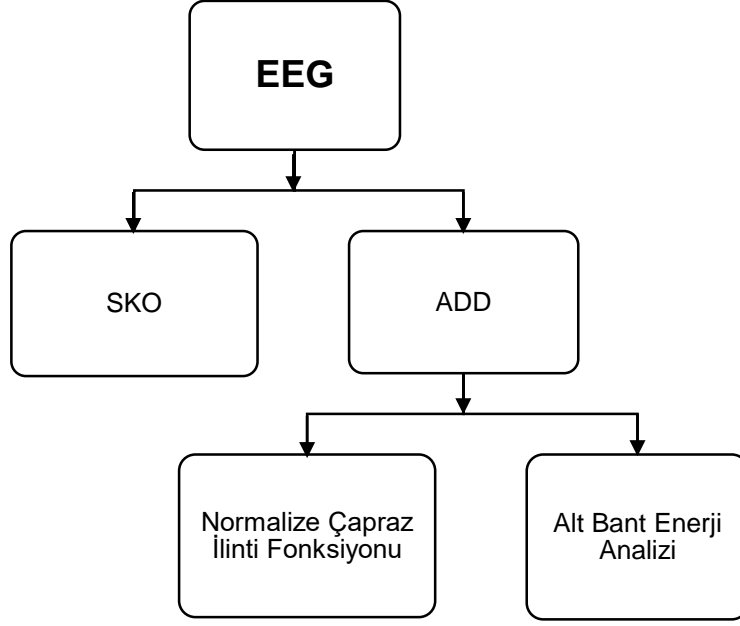 EEG
SKO
ADD
Normalize Çapraz
İlinti Fonksiyonu
Alt Bant Enerji
Analizi